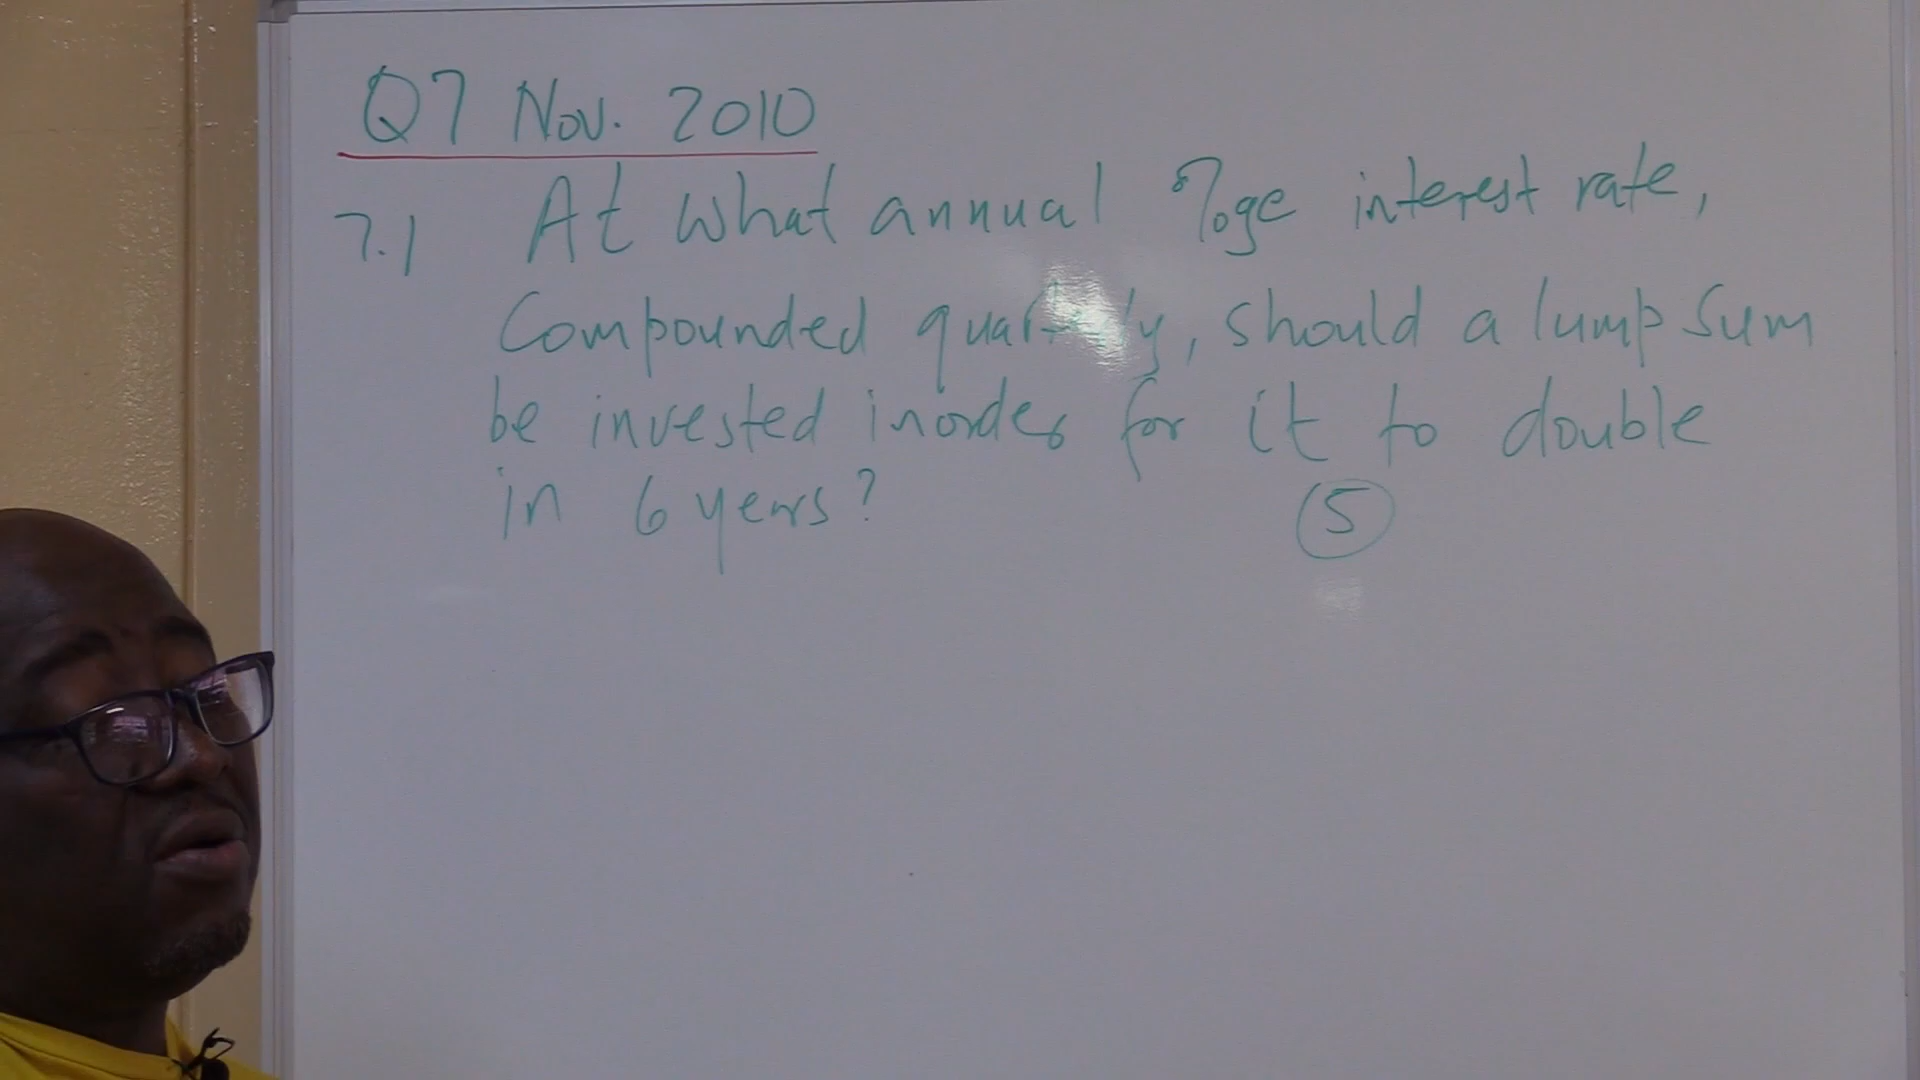 Q7 Nov. 2010
7.1 At what annual %ge interest rate,
Compounded quarterly, should a lump sum
be invested inorder for it to double
in 6 years? 5